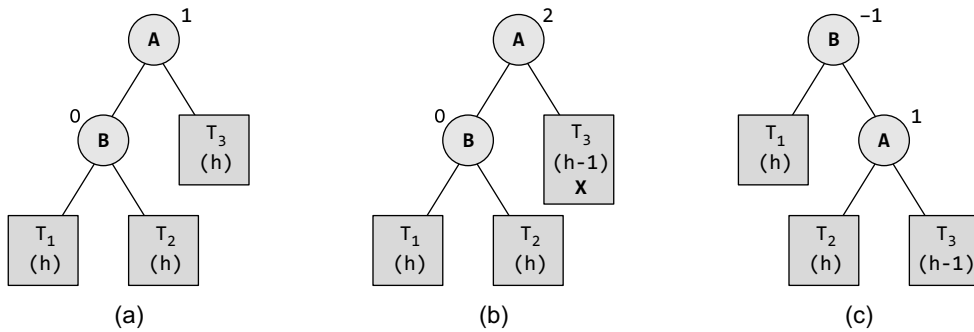 1
A
0
B
T₃
(h)
T₁
(h)
T₂
(h)
(a)
2
A
0
B
T₃
(h-1)
X
T₁
(h)
T₂
(h)
(b)
−1
B
T₁
(h)
1
A
T₂
(h)
T₃
(h-1)
(c)